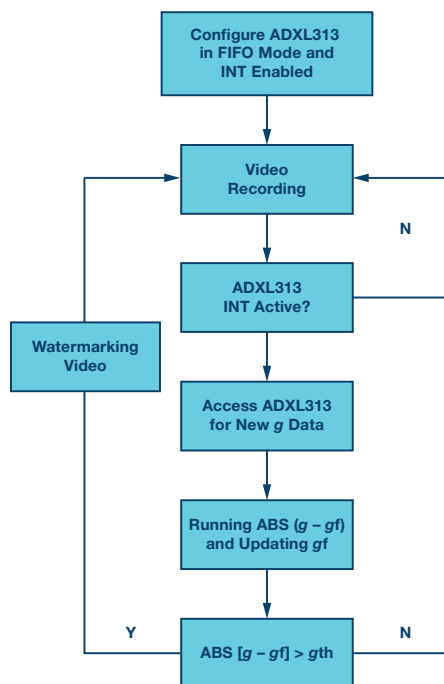 Configure ADXL313
in FIFO Mode and
INT Enabled
Video
Recording
N
ADXL313
INT Active?
Watermarking
Video
Access ADXL313
for New g Data
Running ABS (g – gf)
and Updating gf
Y
ABS [g – gf] > gth
N